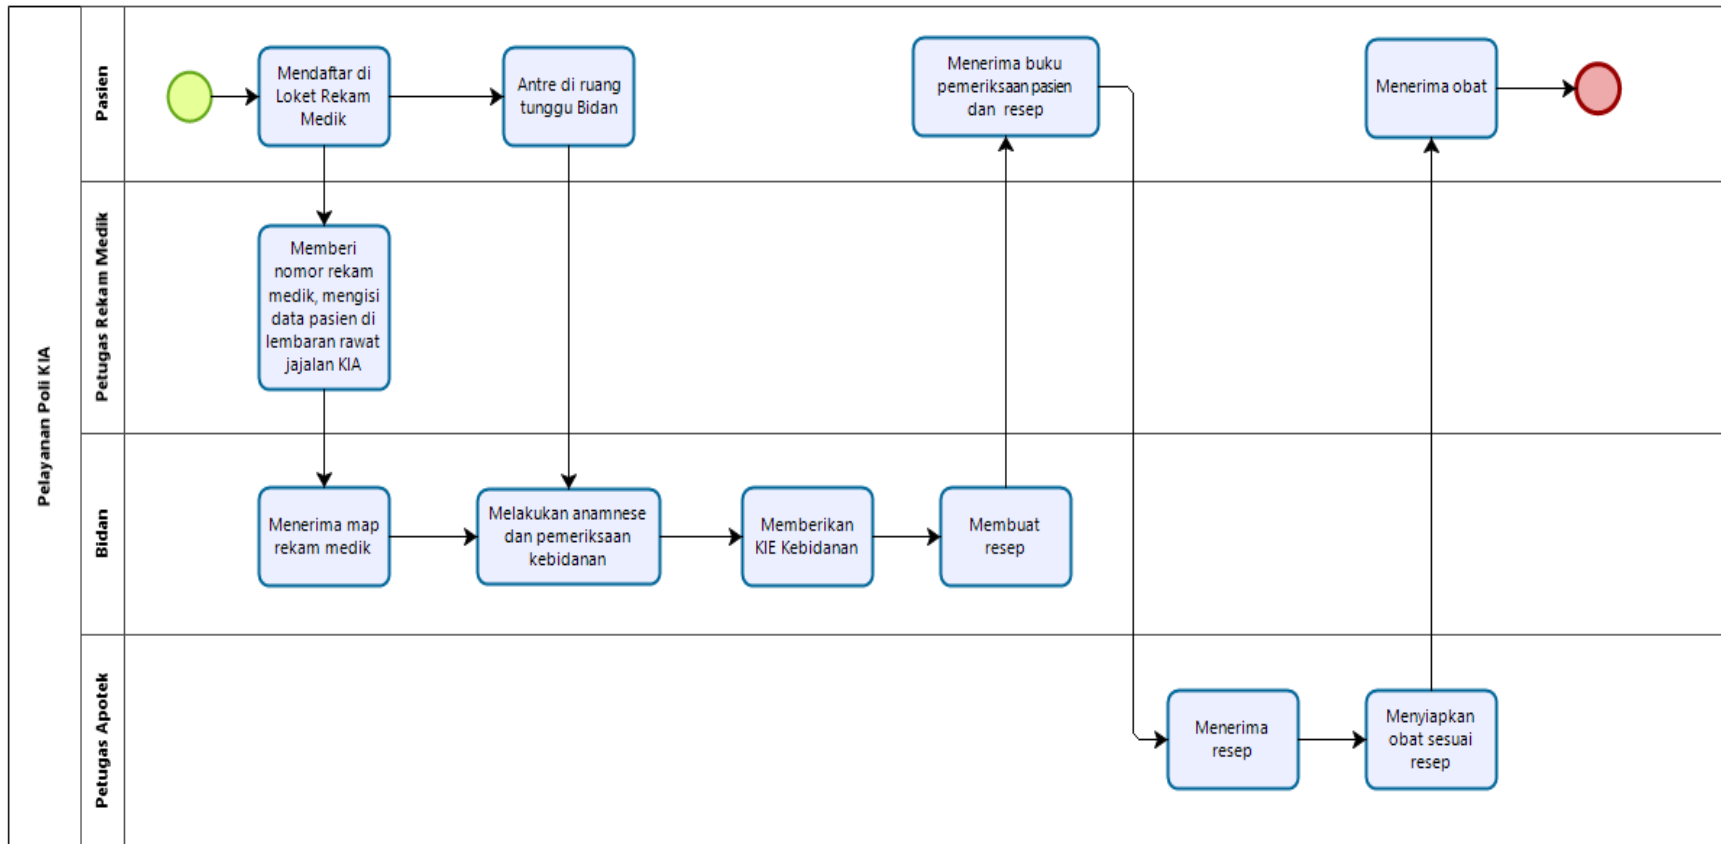 Pelayanan Poli KIA
Pasien
Mendaftar di
Loket Rekam
Medik
Antre di ruang
tunggu Bidan
Menerima buku
pemeriksaan pasien
dan resep
Menerima obat
Petugas Rekam Medik
Memberi
nomor rekam
medik, mengisi
data pasien di
lembaran rawat
jajalan KIA
Bidan
Menerima map
rekam medik
Melakukan anamnese
dan pemeriksaan
kebidanan
Memberikan
KIE Kebidanan
Membuat
resep
Petugas Apotek
Menerima
resep
Menyiapkan
obat sesuai
resep